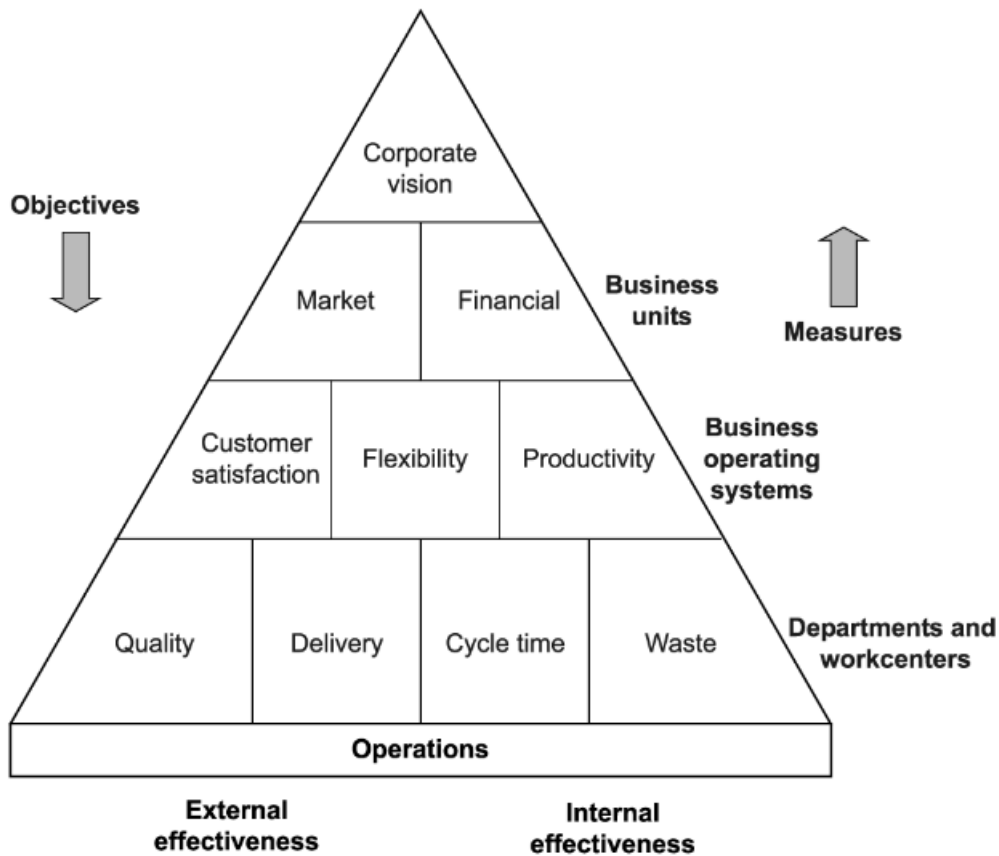 Corporate
vision
Objectives
Market
Financial
Business
units
Measures
Customer
satisfaction
Flexibility
Productivity
Business
operating
systems
Quality
Delivery
Cycle time
Waste
Departments and
workcenters
Operations
External
effectiveness
Internal
effectiveness